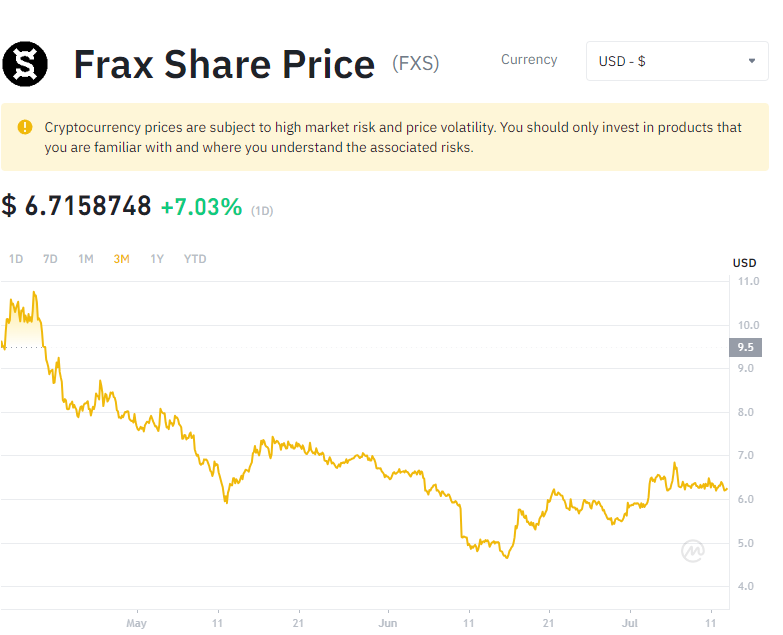 Frax Share Price (FXS) Currency USD - $
Cryptocurrency prices are subject to high market risk and price volatility. You should only invest in products that
you are familiar with and where you understand the associated risks.
$ 6.7158748 +7.03% (1D)
1D 7D 1M 3M 1Y YTD
USD
11.0
10.0
9.5
9.0
8.0
7.0
6.0
5.0
4.0
May 11 21 Jun 11 21 Jul 11